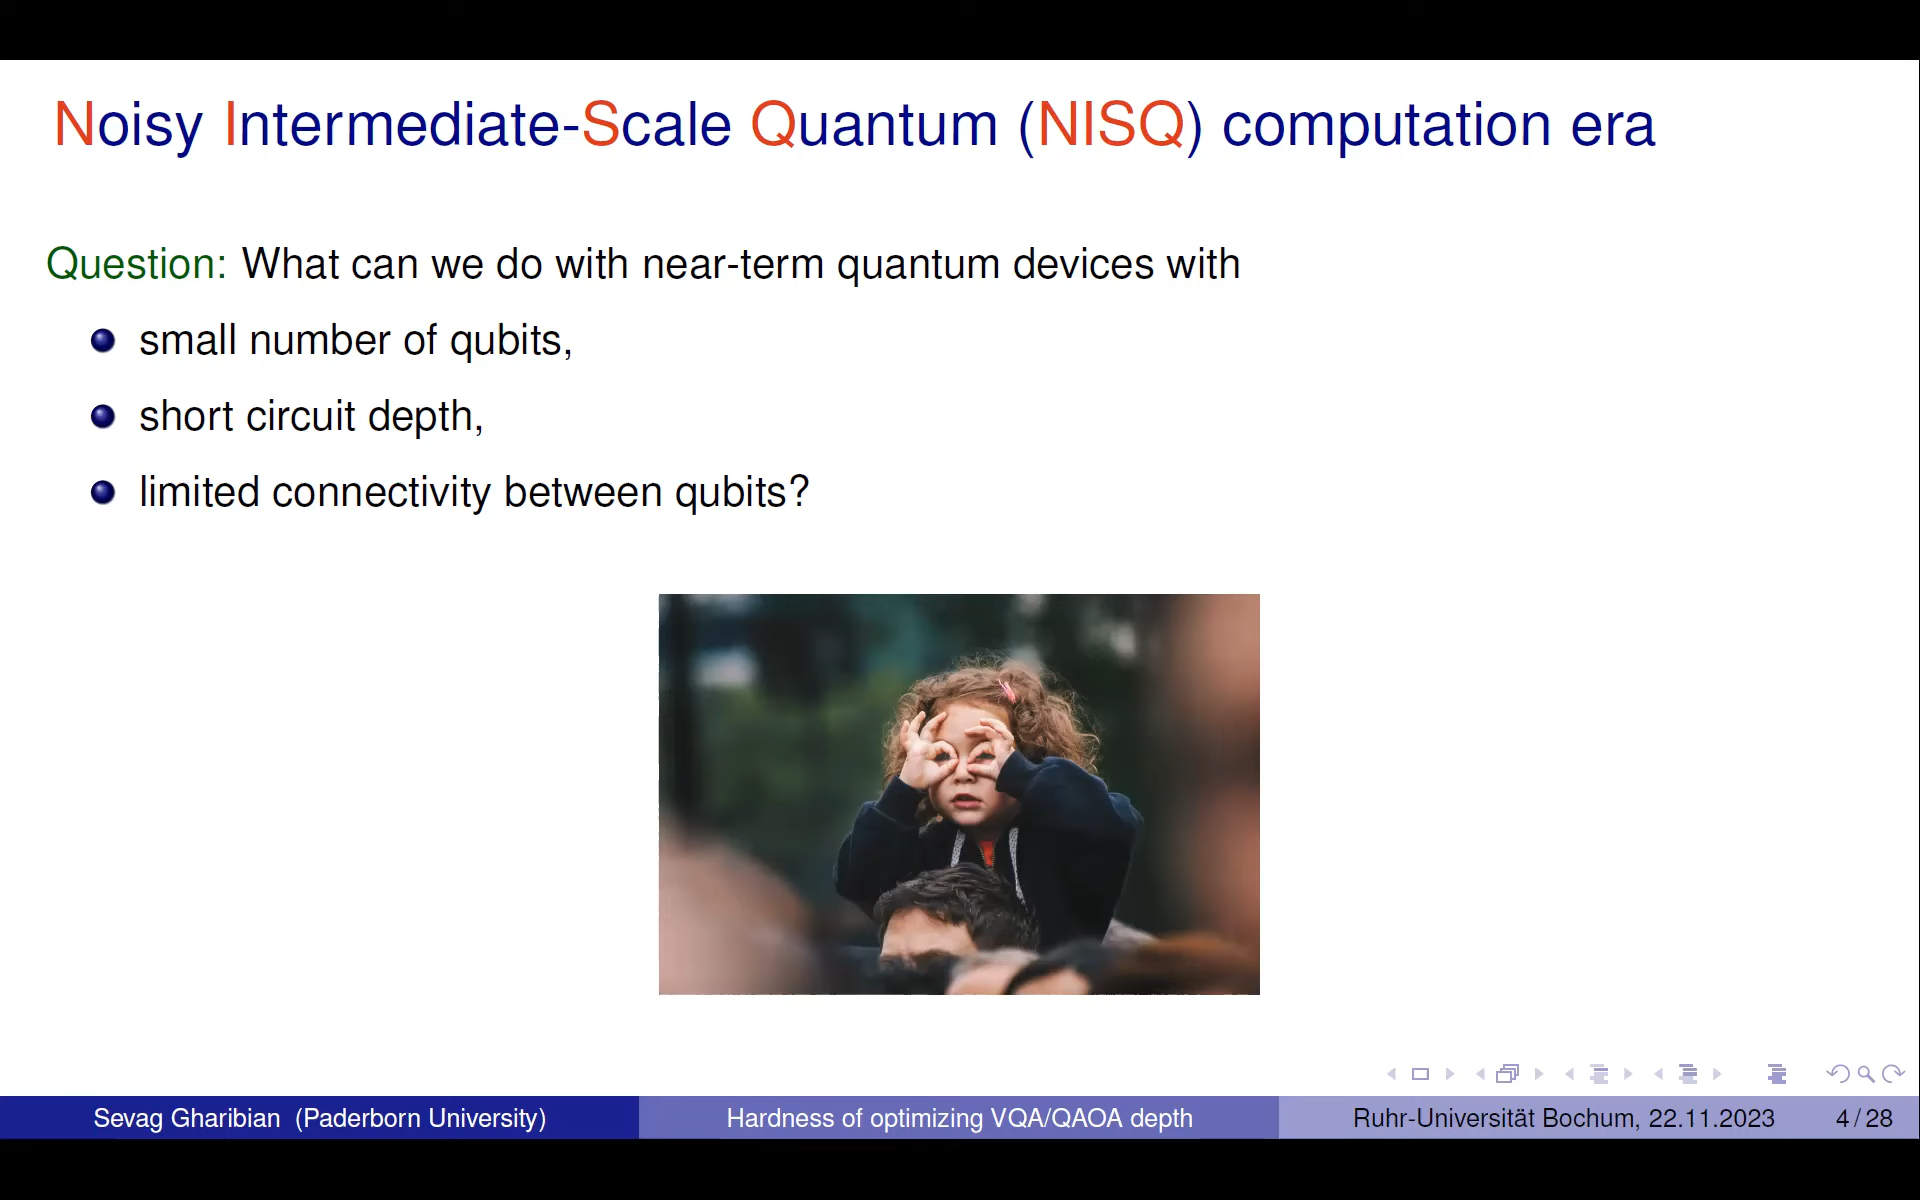 Noisy Intermediate-Scale Quantum (NISQ) computation era
Question: What can we do with near-term quantum devices with
small number of qubits,
short circuit depth,
limited connectivity between qubits?
Sevag Gharibian (Paderborn University)
Hardness of optimizing VQA/QAOA depth
Ruhr-Universität Bochum, 22.11.2023
4 / 28